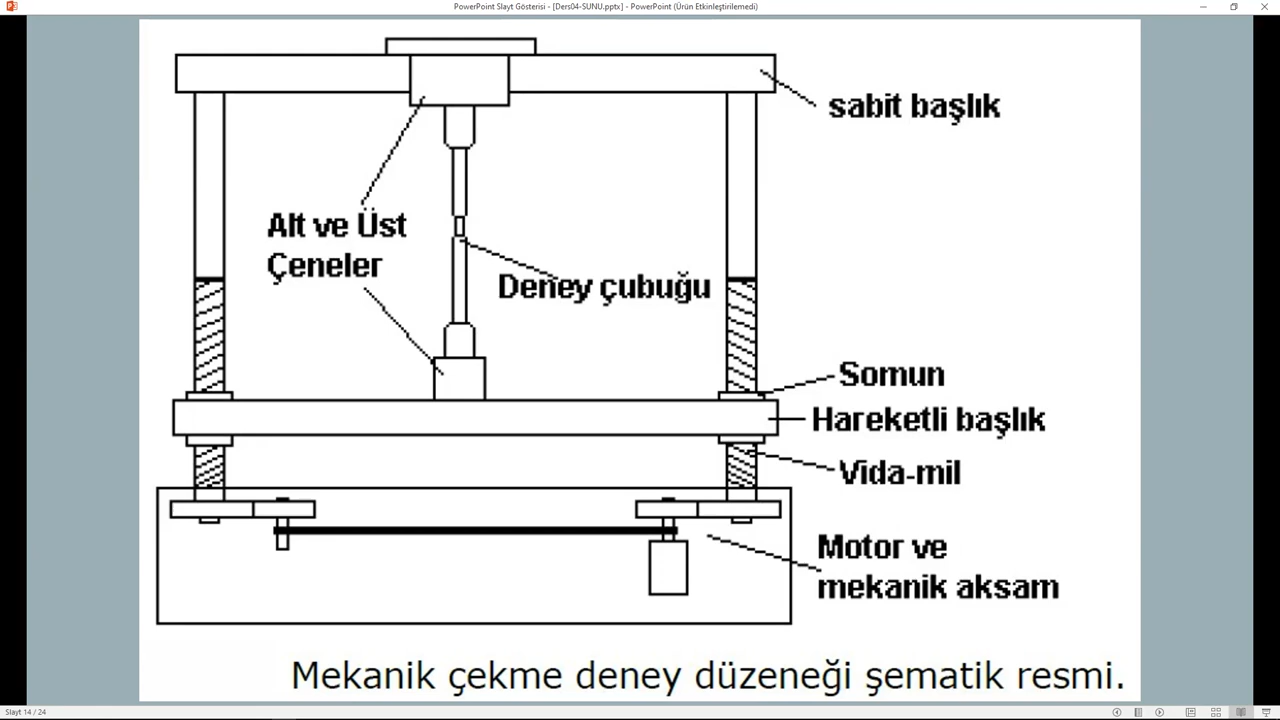 PowerPoint Slayt Gösterisi - [Ders04-SUNU.pptx] - PowerPoint (Ürün Etkinleştirilemedi)
sabit başlık
Alt ve Üst
Çeneler
Deney çubuğu
Somun
Hareketli başlık
Vida-mil
Motor ve
mekanik aksam
Mekanik çekme deney düzeneği şematik resmi.
Slayt 14 / 24